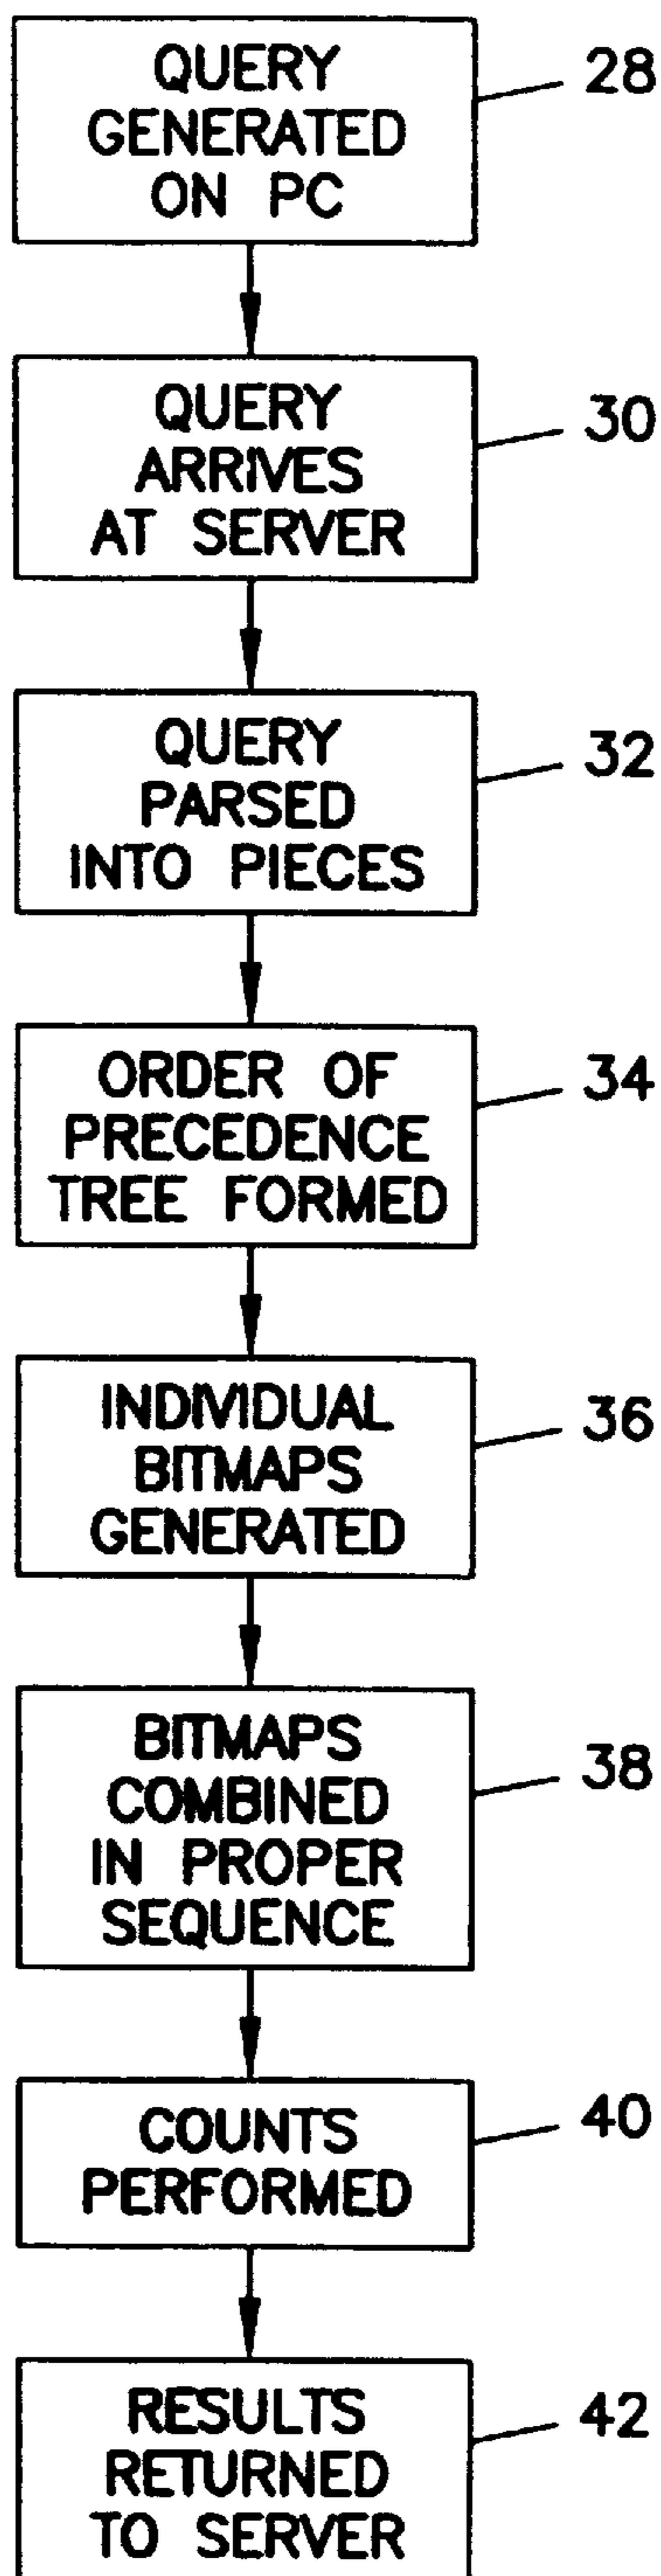 QUERY
GENERATED
ON PC
28
QUERY
ARRIVES
AT SERVER
30
QUERY
PARSED
INTO PIECES
32
ORDER OF
PRECEDENCE
TREE FORMED
34
INDIVIDUAL
BITMAPS
GENERATED
36
BITMAPS
COMBINED
IN PROPER
SEQUENCE
38
COUNTS
PERFORMED
40
RESULTS
RETURNED
TO SERVER
42